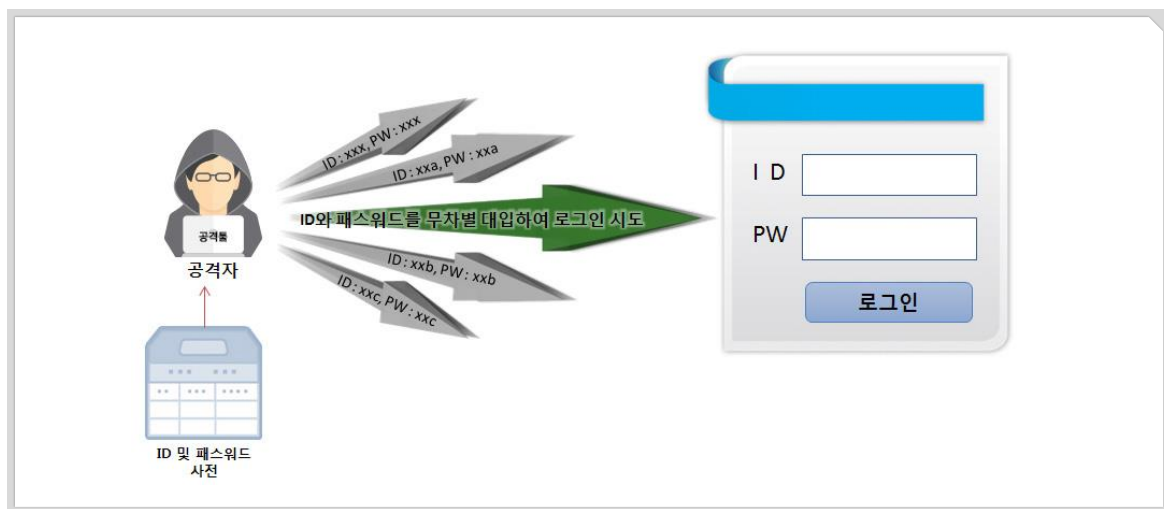 ID : xxx, PW : xxx
ID : xxa, PW : xxa
ID와 패스워드를 무차별 대입하여 로그인 시도
ID : xxb, PW : xxb
ID : xxc, PW : xxc
공격툴
공격자
ID 및 패스워드
사전
I D
PW
로그인